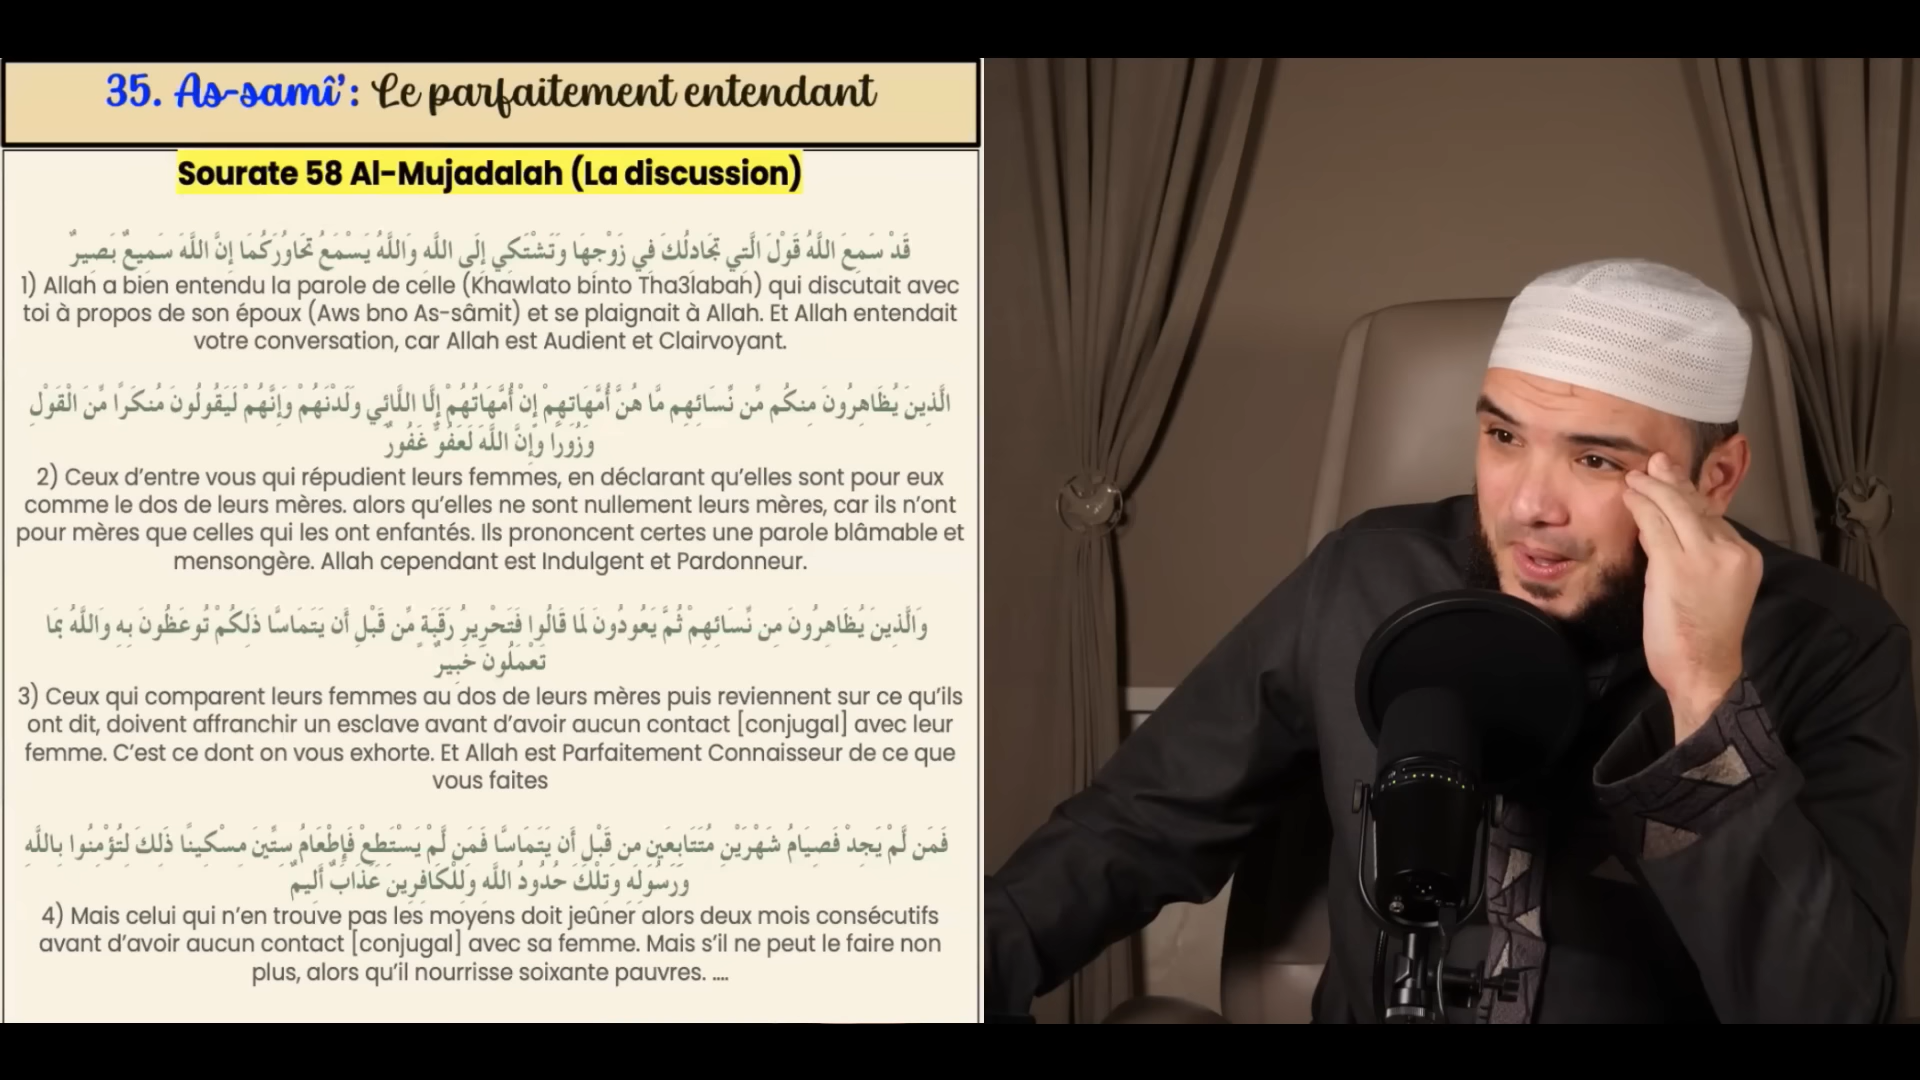 35. As-samî’: Le parfaitement entendant
Sourate 58 Al-Mujadalah (La discussion)
قَدْ سَمِعَ اللَّهُ قَوْلَ الَّتِي تُجَادِلُكَ فِي زَوْجِهَا وَتَشْتَكِي إِلَى اللَّهِ وَاللَّهُ يَسْمَعُ تَحَاوُرَكُمَا إِنَّ اللَّهَ سَمِيعٌ بَصِيرٌ
1) Allah a bien entendu la parole de celle (Khawlato binto Tha3labah) qui discutait avec
toi à propos de son époux (Aws bno As-sâmit) et se plaignait à Allah. Et Allah entendait
votre conversation, car Allah est Audient et Clairvoyant.
الَّذِينَ يُظَاهِرُونَ مِنكُم مِّن نِّسَائِهِم مَّا هُنَّ أُمَّهَاتِهِمْ إِنْ أُمَّهَاتُهُمْ إِلَّا اللَّائِي وَلَدْنَهُمْ وَإِنَّهُمْ لَيَقُولُونَ مُنكَرًا مِّنَ الْقَوْلِ
وَزُورًا وَإِنَّ اللَّهَ لَعَفُوٌّ غَفُورٌ
2) Ceux d’entre vous qui répudient leurs femmes, en déclarant qu’elles sont pour eux
comme le dos de leurs mères. alors qu’elles ne sont nullement leurs mères, car ils n’ont
pour mères que celles qui les ont enfantés. Ils prononcent certes une parole blâmable et
mensongère. Allah cependant est Indulgent et Pardonneur.
وَالَّذِينَ يُظَاهِرُونَ مِن نِّسَائِهِمْ ثُمَّ يَعُودُونَ لِمَا قَالُوا فَتَحْرِيرُ رَقَبَةٍ مِّن قَبْلِ أَن يَتَمَاسَّا ذَلِكُمْ تُوعَظُونَ بِهِ وَاللَّهُ بِمَا
تَعْمَلُونَ خَبِيرٌ
3) Ceux qui comparent leurs femmes au dos de leurs mères puis reviennent sur ce qu’ils
ont dit, doivent affranchir un esclave avant d’avoir aucun contact [conjugal] avec leur
femme. C’est ce dont on vous exhorte. Et Allah est Parfaitement Connaisseur de ce que
vous faites
فَمَن لَّمْ يَجِدْ فَصِيَامُ شَهْرَيْنِ مُتَتَابِعَيْنِ مِن قَبْلِ أَن يَتَمَاسَّا فَمَن لَّمْ يَسْتَطِعْ فَإِطْعَامُ سِتِّينَ مِسْكِينًا ذَلِكَ لِتُؤْمِنُوا بِاللَّهِ
وَرَسُولِهِ وَتِلْكَ حُدُودُ اللَّهِ وَلِلْكَافِرِينَ عَذَابٌ أَلِيمٌ
4) Mais celui qui n’en trouve pas les moyens doit jeûner alors deux mois consécutifs
avant d’avoir aucun contact [conjugal] avec sa femme. Mais s’il ne peut le faire non
plus, alors qu’il nourrisse soixante pauvres. ....